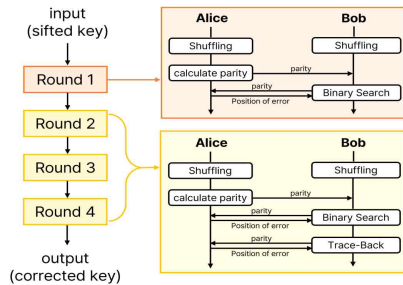 input
(sifted key)
Round 1
Round 2
Round 3
Round 4
output
(corrected key)
Alice
Bob
Shuffling
Shuffling
calculate parity
parity
parity
Position of error
Binary Search
Alice
Bob
Shuffling
Shuffling
calculate parity
parity
parity
Position of error
Binary Search
parity
Position of error
Trace-Back